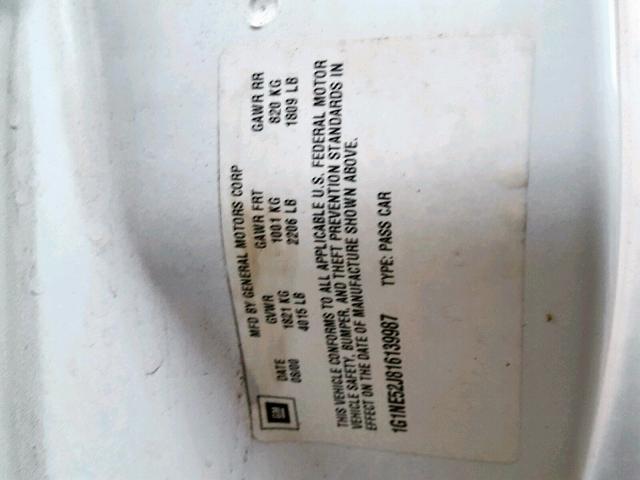 MFD BY GENERAL MOTORS CORP
DATE GVWR GAWR FRT GAWR RR
08/00 1821 KG 1001 KG 820 KG
4015 LB 2206 LB 1809 LB
THIS VEHICLE CONFORMS TO ALL APPLICABLE U.S. FEDERAL MOTOR
VEHICLE SAFETY, BUMPER, AND THEFT PREVENTION STANDARDS IN
EFFECT ON THE DATE OF MANUFACTURE SHOWN ABOVE.
1G1NE52J816139987 TYPE: PASS CAR
GM